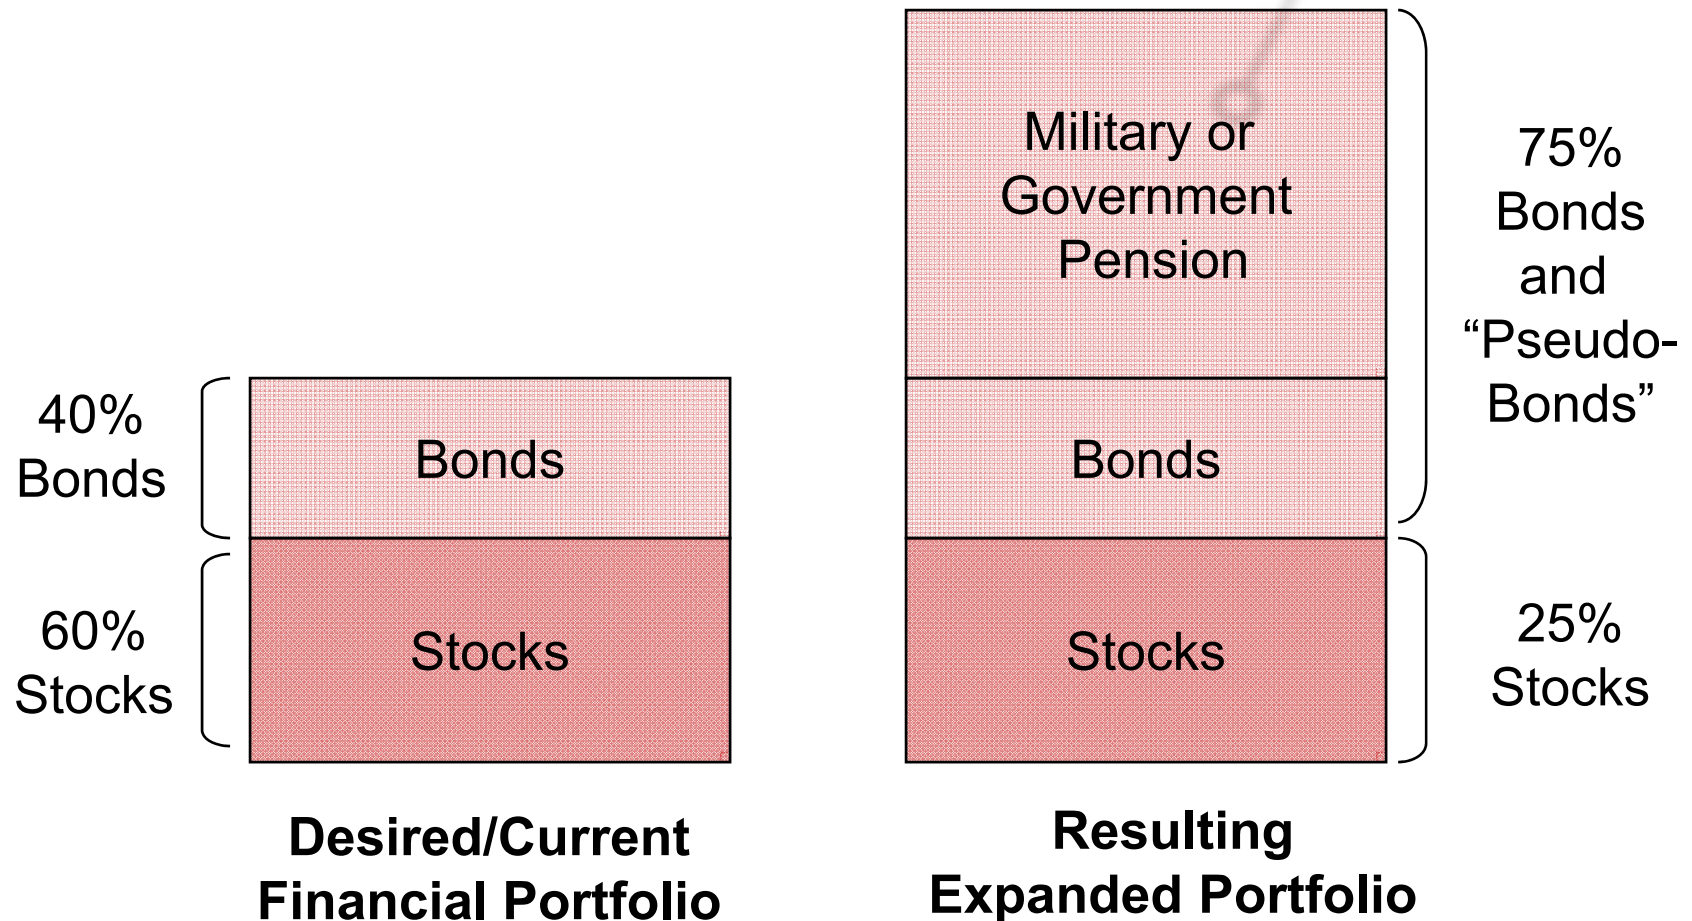 40%
Bonds
60%
Stocks
Bonds
Stocks
Desired/Current
Financial Portfolio
Military or
Government
Pension
Bonds
Stocks
75%
Bonds
and
“Pseudo-
Bonds”
25%
Stocks
Resulting
Expanded Portfolio